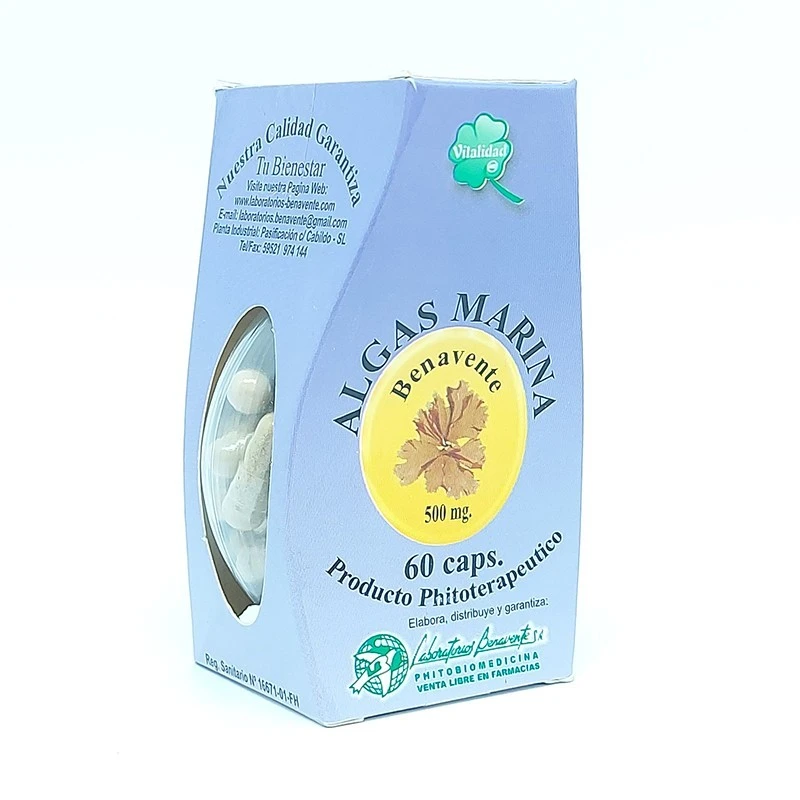 Nuestra Calidad Garantiza
Tu Bienestar
Visite nuestra Pagina Web:
www.laboratorios-benavente.com
E-mail: laboratorios.benavente@gmail.com
Planta Industrial: Pasificación c/ Cabildo - SL
Tel/Fax: 59521 974 144
Reg. Sanitario N° 16671-01-FH
Vitalidad
ALGAS MARINA
Benavente
500 mg.
60 caps.
Producto Phitoterapeutico
Elabora, distribuye y garantiza:
Laboratorios Benavente S.A.
PHITOBIOMEDICINA
VENTA LIBRE EN FARMACIAS